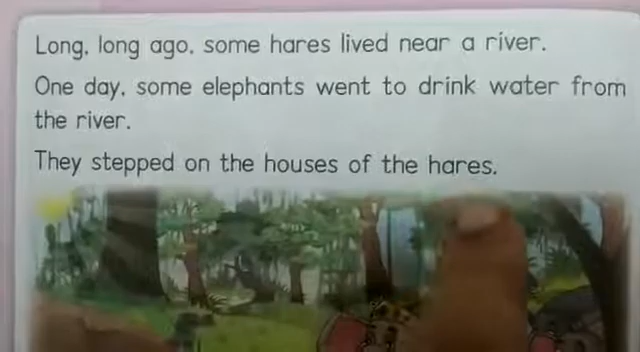 Long, long ago, some hares lived near a river.
One day, some elephants went to drink water from
the river.
They stepped on the houses of the hares.